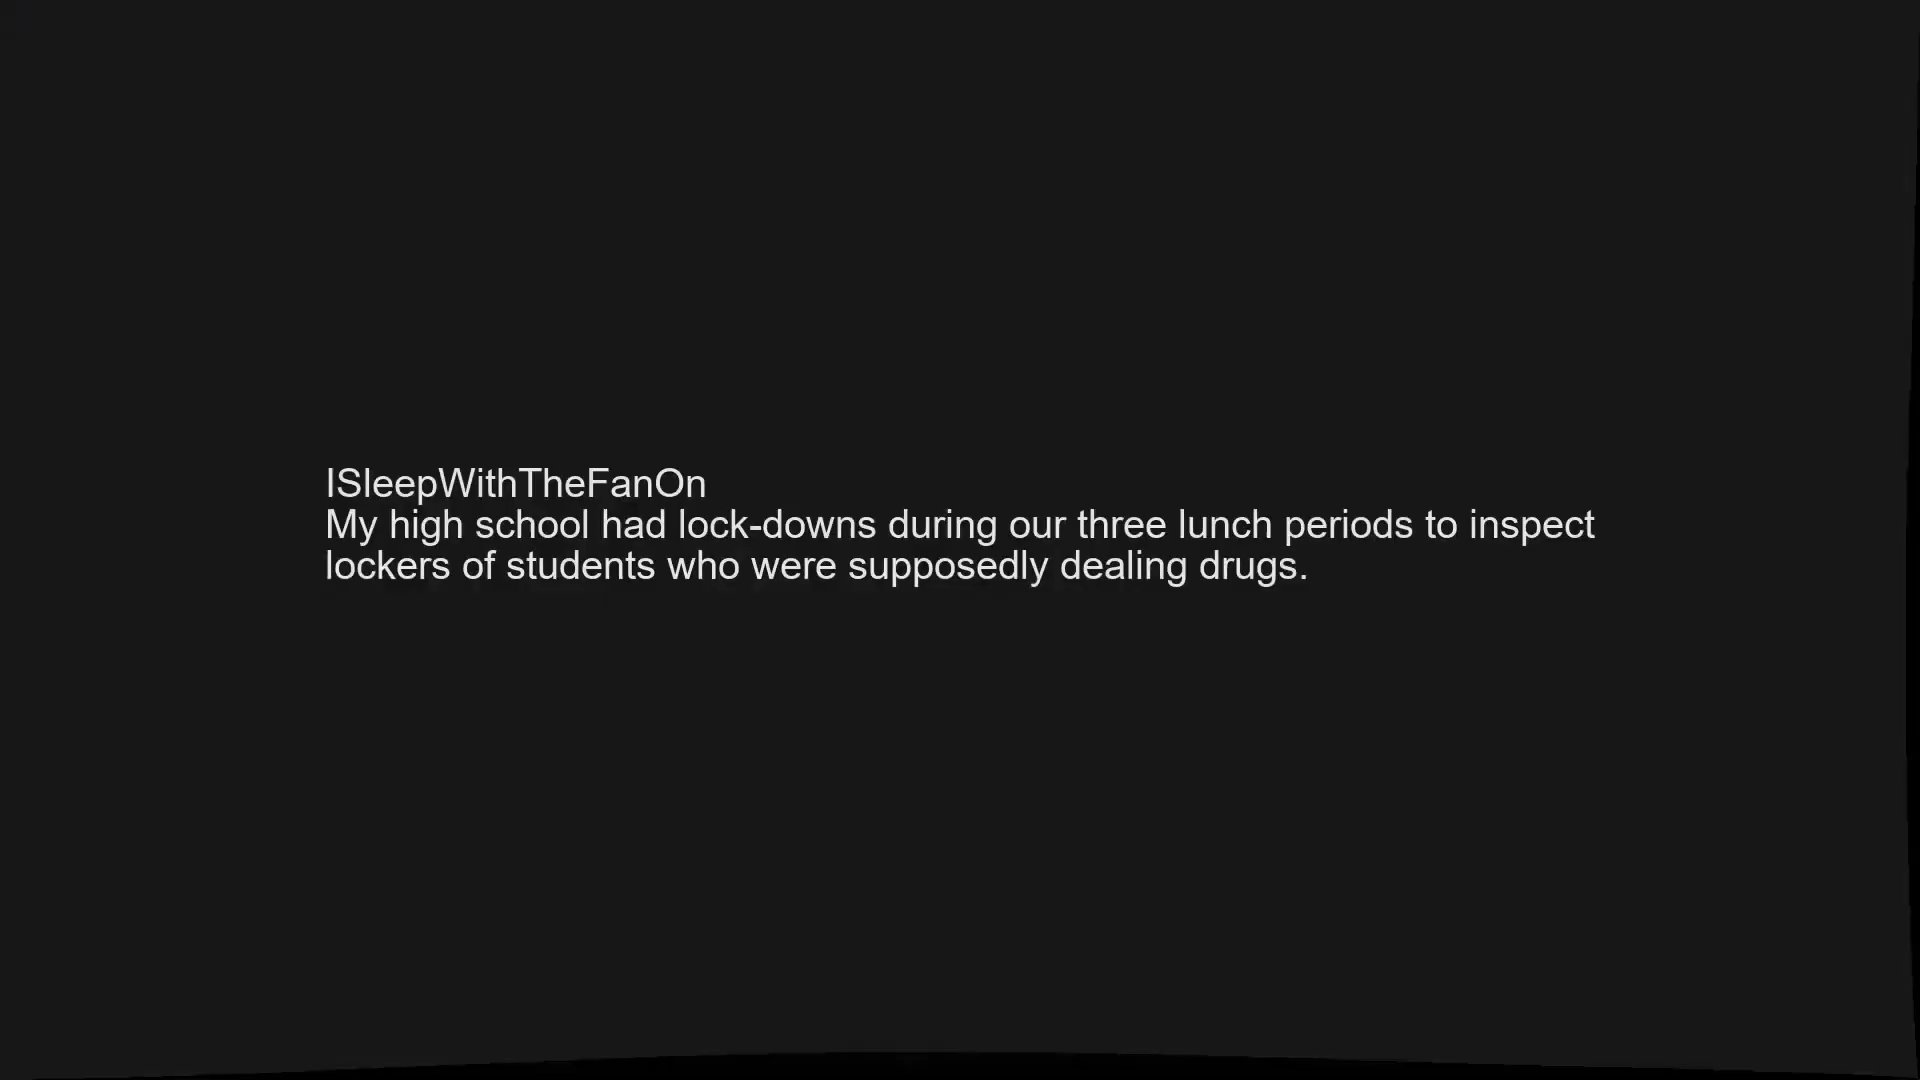 ISleepWithTheFanOn
My high school had lock-downs during our three lunch periods to inspect
lockers of students who were supposedly dealing drugs.